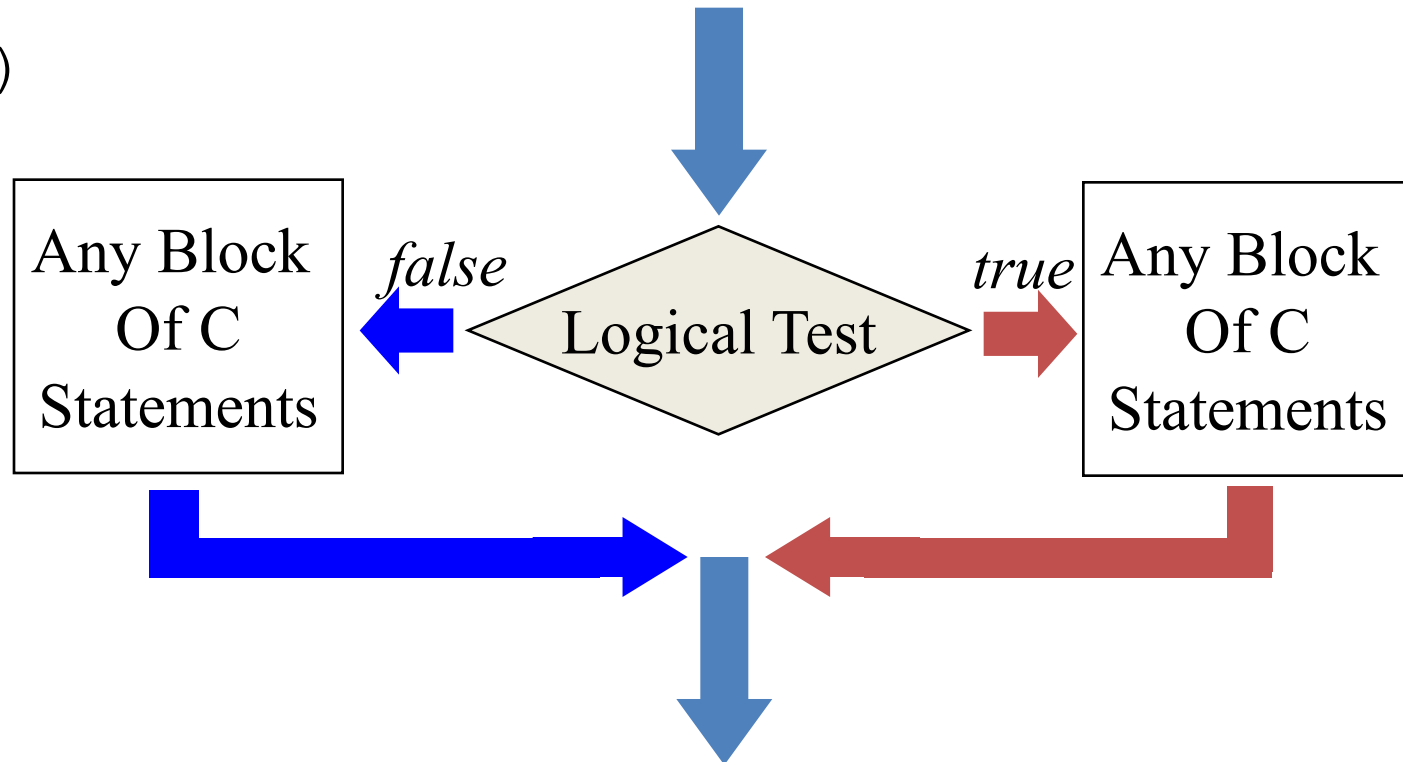 )
false
true
Any Block
Of C
Statements
Logical Test
Any Block
Of C
Statements